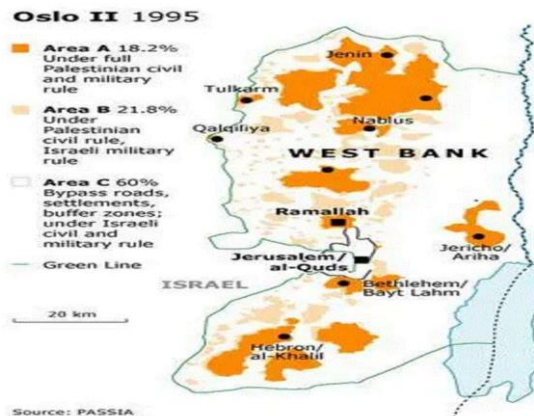 Oslo II 1995
Area A 18.2%
Under full
Palestinian civil
and military
rule
Area B 21.8%
Under
Palestinian
civil rule,
Israeli military
rule
Area C 60%
Bypass roads,
settlements,
buffer zones;
under Israeli
civil and
military rule
Green Line
20 km
Source: PASSIA
Jenin
Tulkarm
Nablus
Qalqiliya
WEST BANK
Ramallah
Jericho/
Ariha
Jerusalem/
al-Quds
ISRAEL
Bethlehem/
Bayt Lahm
Hebron/
al-Khalil